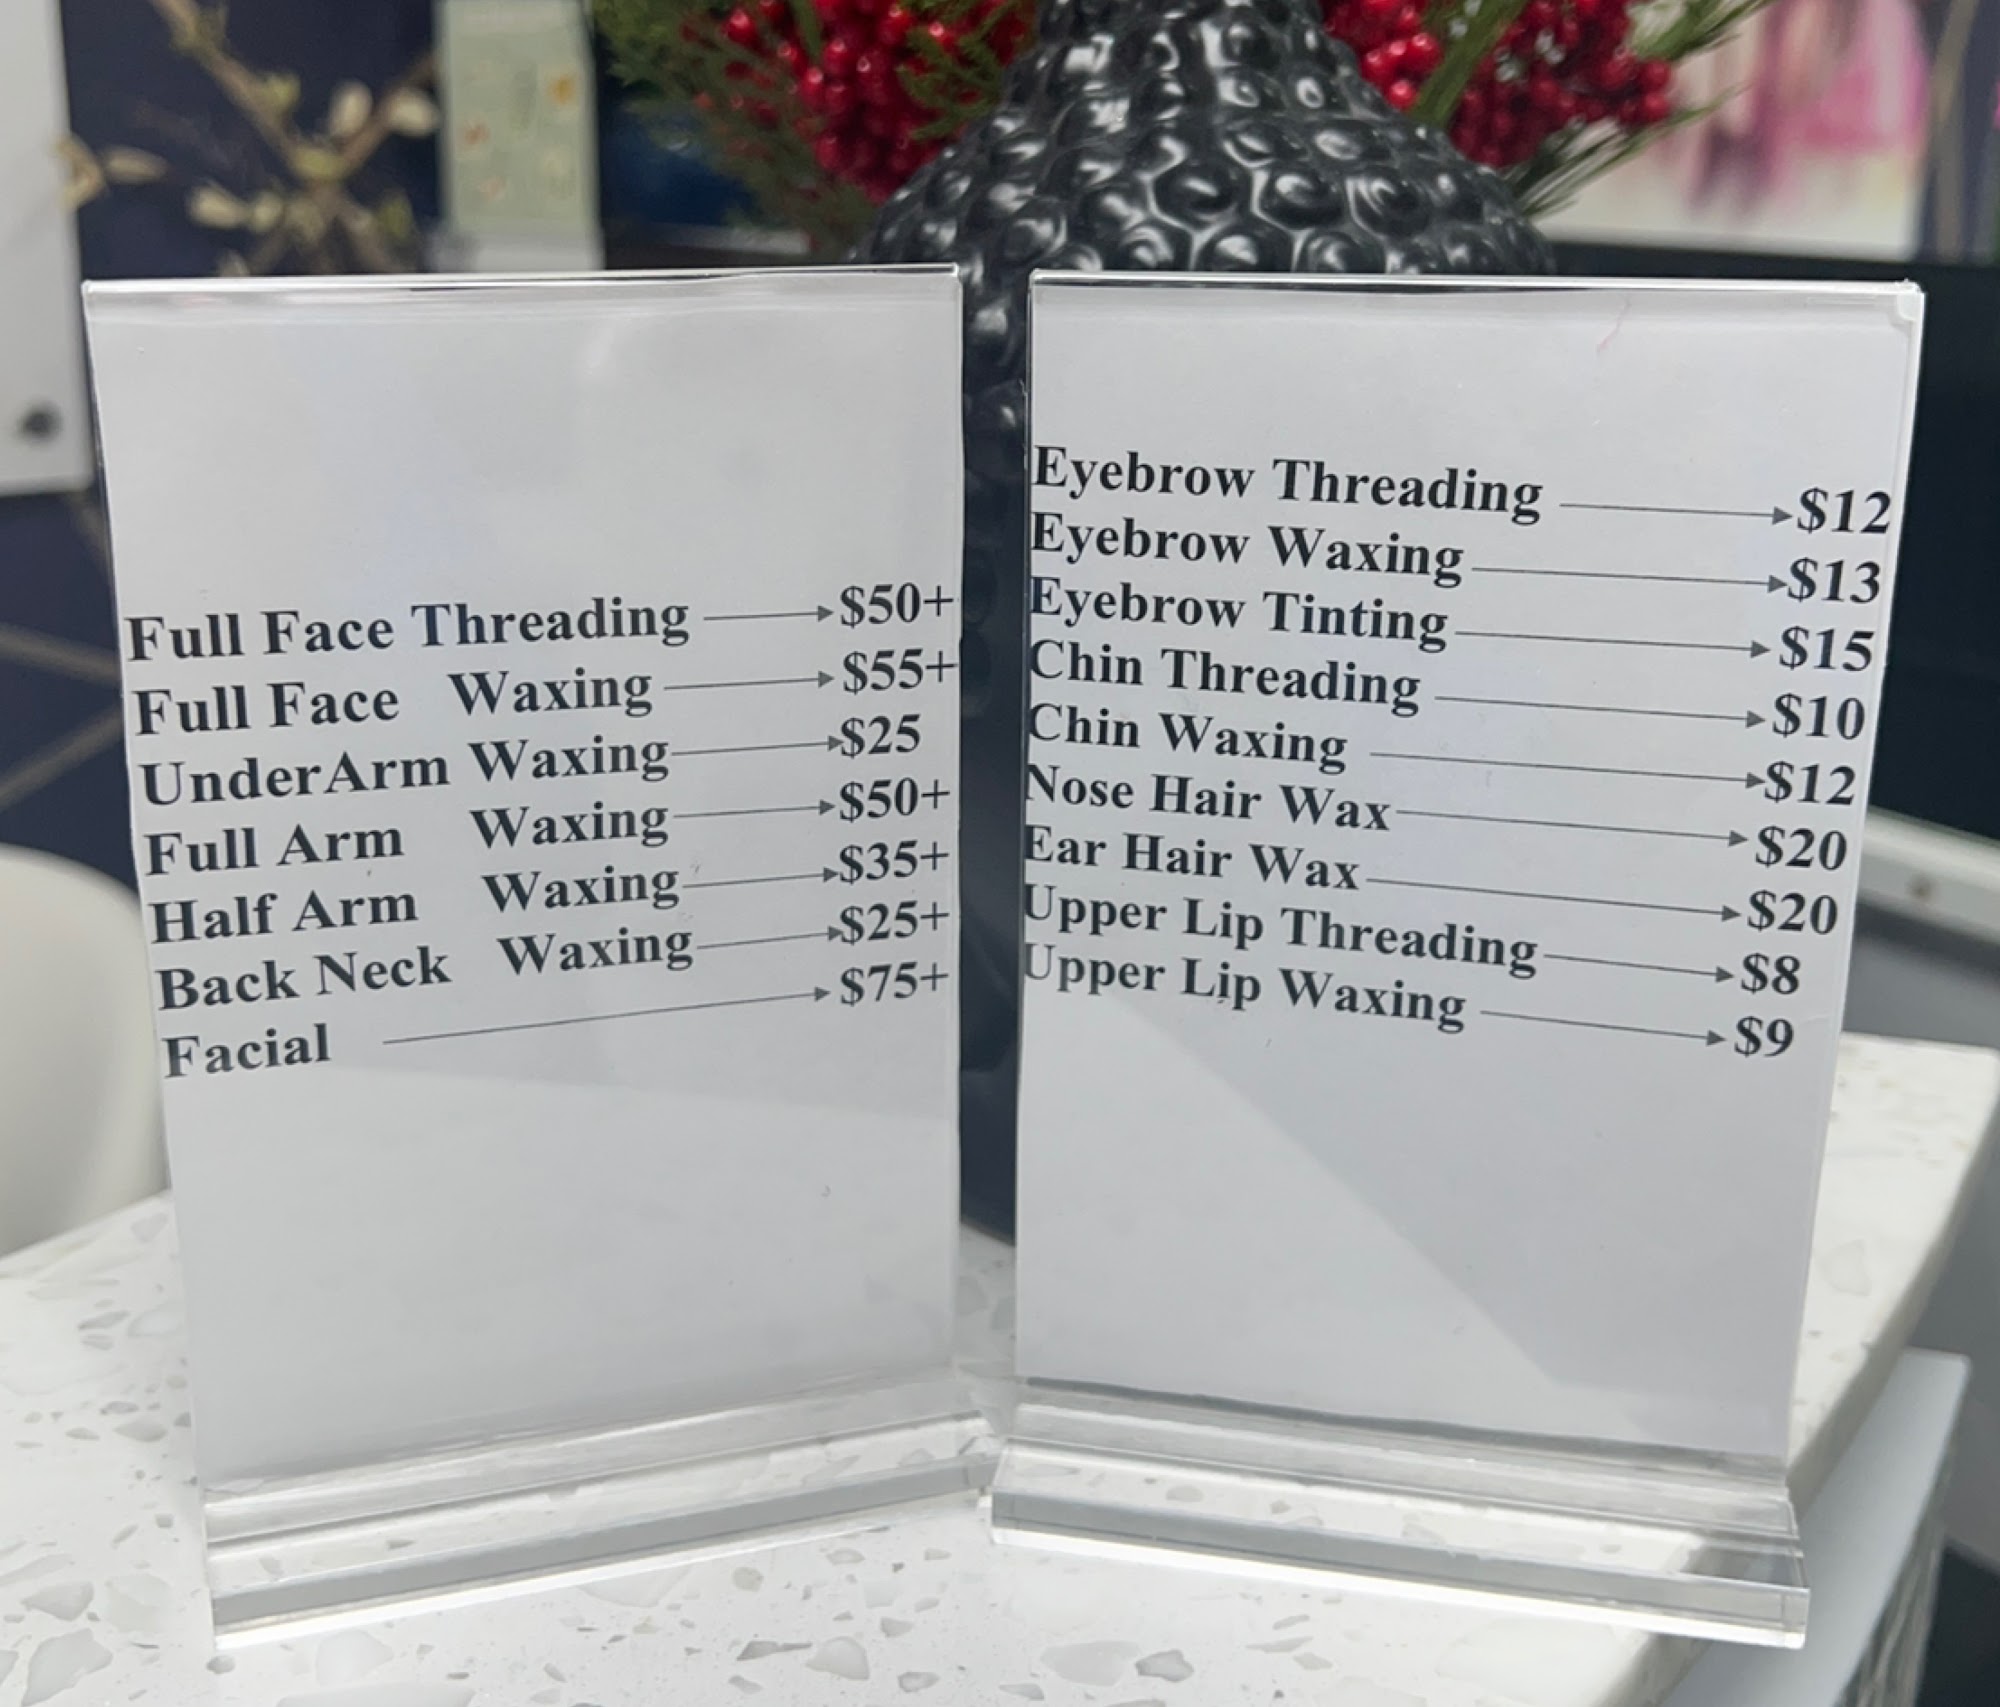 Full Face Threading $50+
Full Face Waxing $55+
UnderArm Waxing $25
Full Arm Waxing $50+
Half Arm Waxing $35+
Back Neck Waxing $25+
Facial $75+
Eyebrow Threading $12
Eyebrow Waxing $13
Eyebrow Tinting $15
Chin Threading $10
Chin Waxing $12
Nose Hair Wax $20
Ear Hair Wax $20
Upper Lip Threading $8
Upper Lip Waxing $9